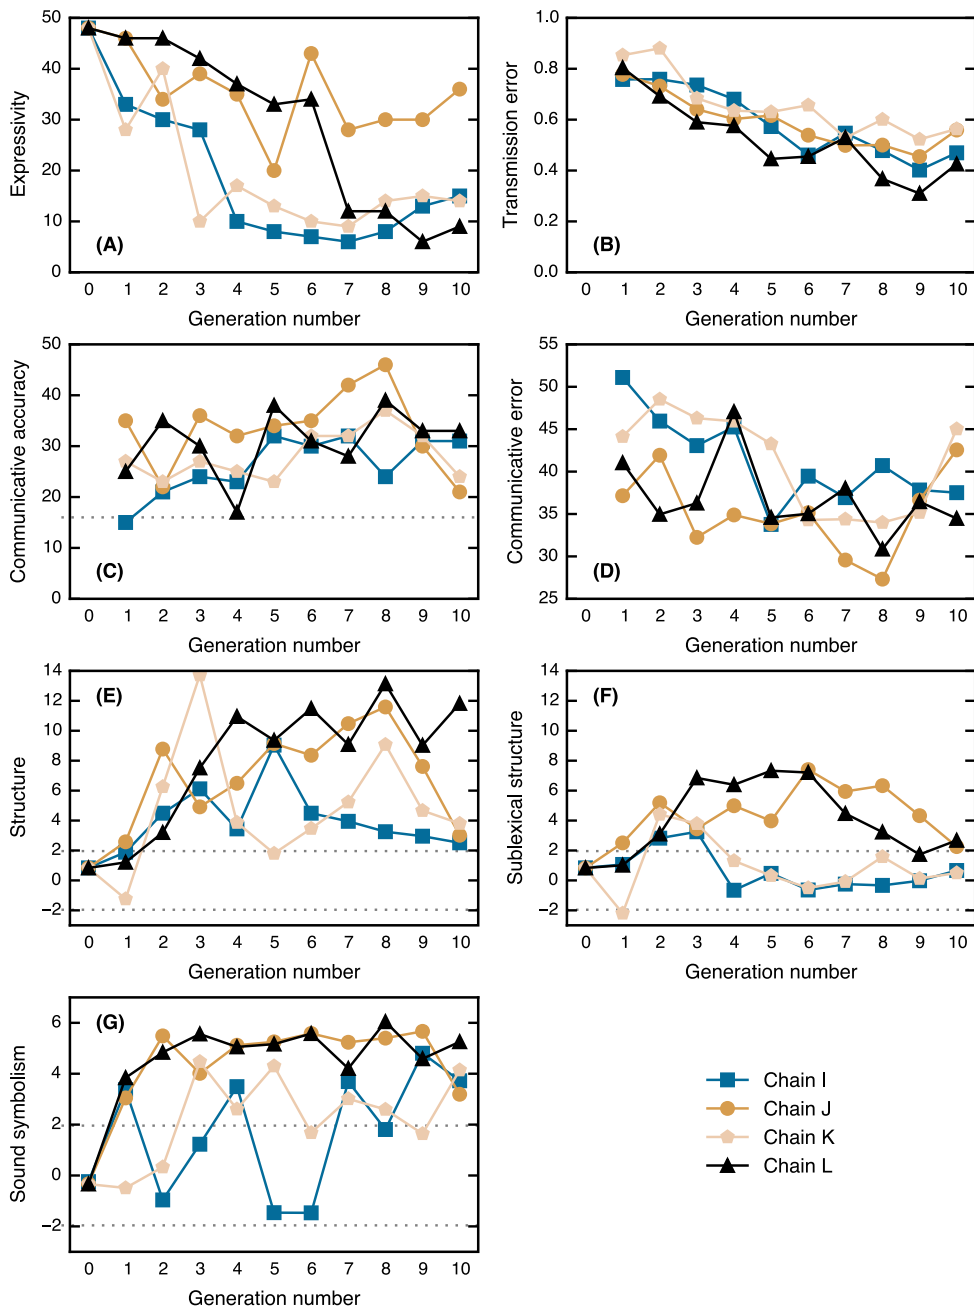 50
40
30
20
10
0
Expressivity
(A)
0 1 2 3 4 5 6 7 8 9 10
Generation number
1.0
0.8
0.6
0.4
0.2
0.0
Transmission error
(B)
0 1 2 3 4 5 6 7 8 9 10
Generation number
50
40
30
20
10
0
Communicative accuracy
(C)
0 1 2 3 4 5 6 7 8 9 10
Generation number
55
50
45
40
35
30
25
Communicative error
(D)
0 1 2 3 4 5 6 7 8 9 10
Generation number
14
12
10
8
6
4
2
0
−2
Structure
(E)
0 1 2 3 4 5 6 7 8 9 10
Generation number
14
12
10
8
6
4
2
0
−2
Sublexical structure
(F)
0 1 2 3 4 5 6 7 8 9 10
Generation number
6
4
2
0
−2
Sound symbolism
(G)
0 1 2 3 4 5 6 7 8 9 10
Generation number
Chain I
Chain J
Chain K
Chain L